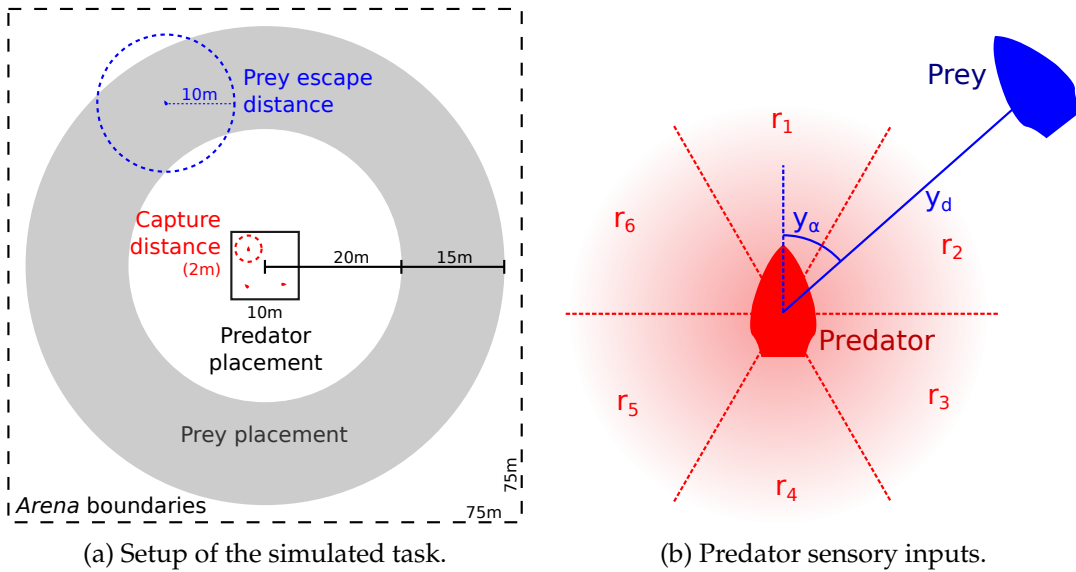 10m
Prey escape
distance
Capture
distance
(2m)
20m
15m
10m
Predator
placement
Prey placement
75m
Arena boundaries
75m
(a) Setup of the simulated task.
Prey
r1
yα
yd
r6
r2
Predator
r5
r3
r4
(b) Predator sensory inputs.